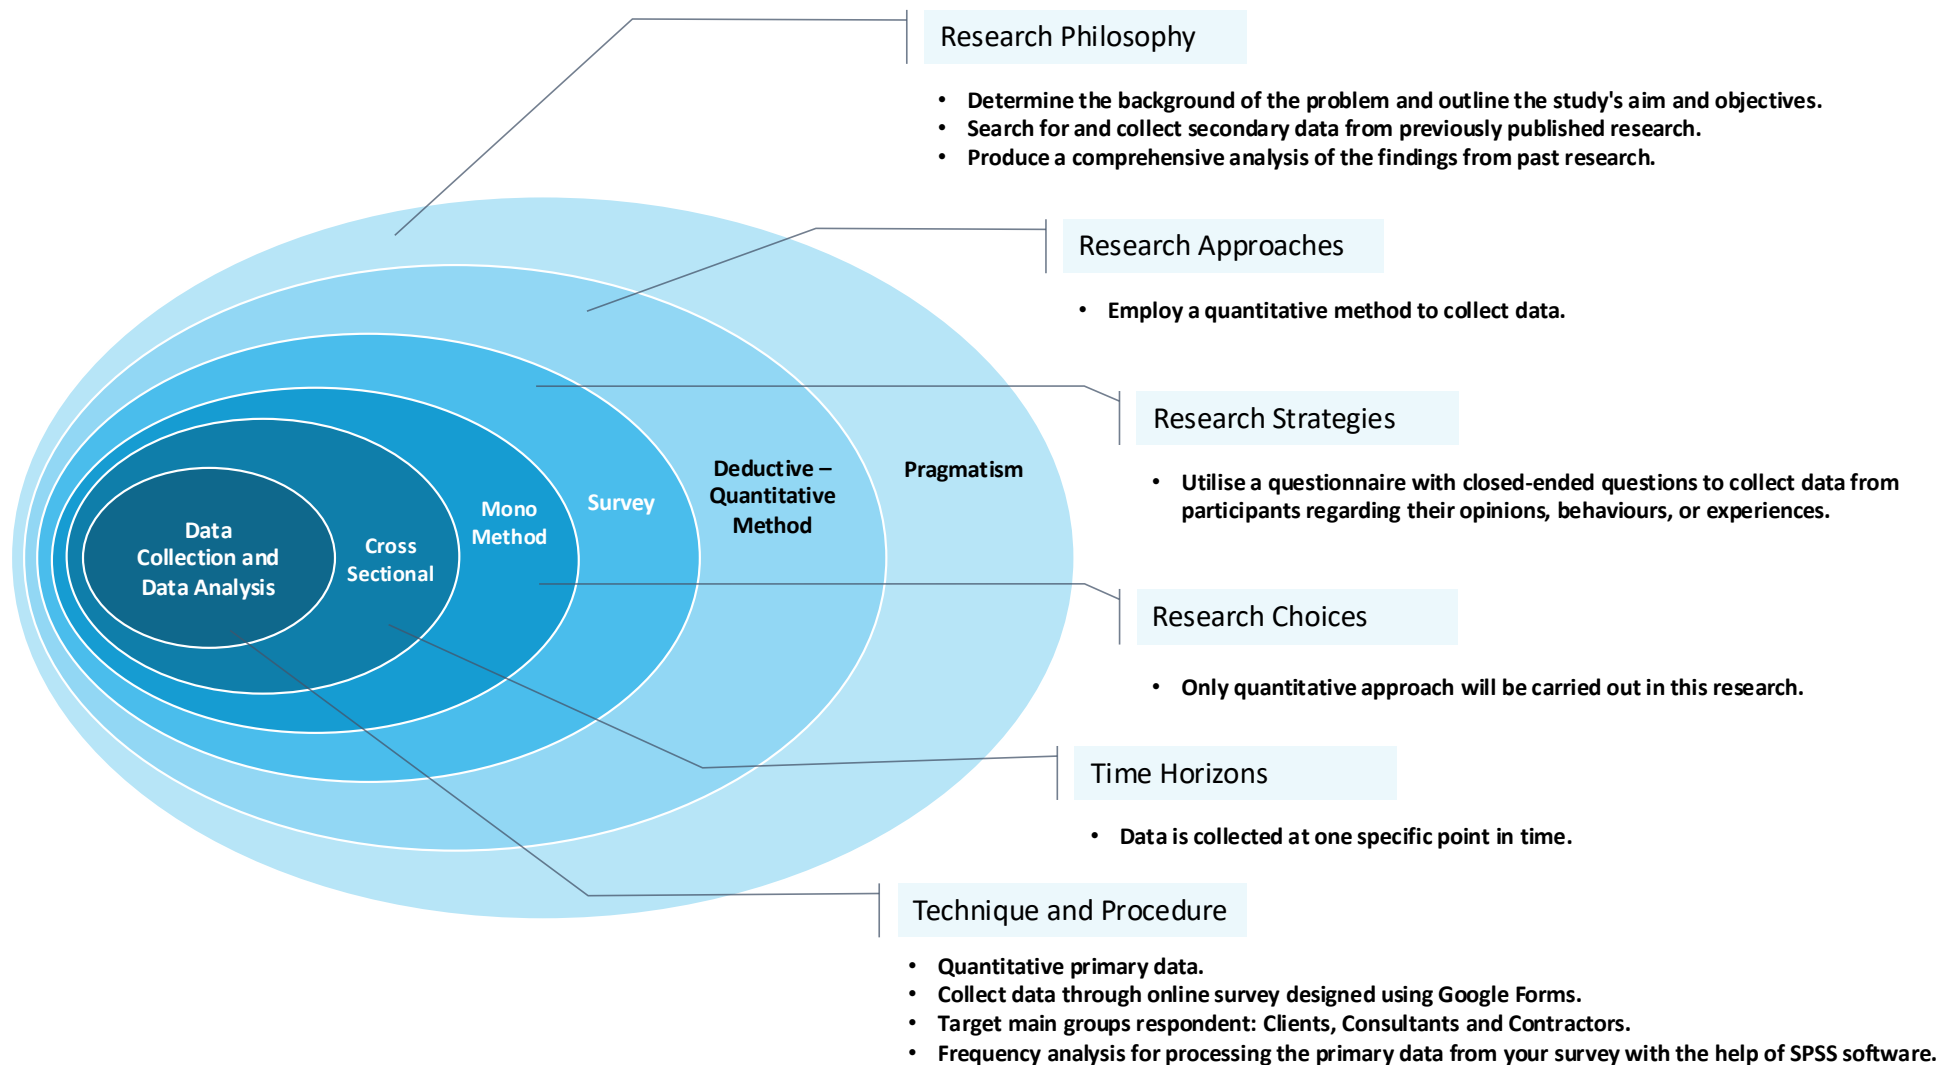 Research Philosophy
• Determine the background of the problem and outline the study's aim and objectives.
• Search for and collect secondary data from previously published research.
• Produce a comprehensive analysis of the findings from past research.
Research Approaches
• Employ a quantitative method to collect data.
Research Strategies
• Utilise a questionnaire with closed-ended questions to collect data from
participants regarding their opinions, behaviours, or experiences.
Research Choices
• Only quantitative approach will be carried out in this research.
Time Horizons
• Data is collected at one specific point in time.
Technique and Procedure
• Quantitative primary data.
• Collect data through online survey designed using Google Forms.
• Target main groups respondent: Clients, Consultants and Contractors.
• Frequency analysis for processing the primary data from your survey with the help of SPSS software.
Data
Collection and
Data Analysis
Cross
Sectional
Mono
Method
Survey
Deductive –
Quantitative
Method
Pragmatism